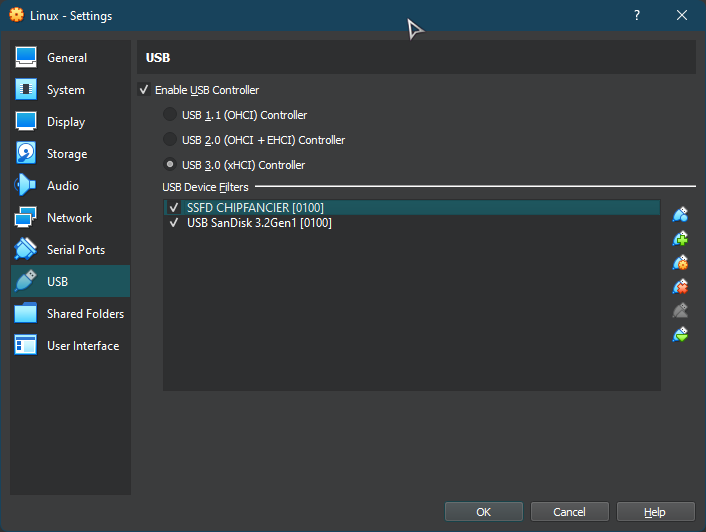 Linux - Settings
?
General
System
Display
Storage
Audio
Network
Serial Ports
USB
Shared Folders
User Interface
USB
Enable USB Controller
USB 1.1 (OHCI) Controller
USB 2.0 (OHCI + EHCI) Controller
USB 3.0 (xHCI) Controller
USB Device Filters
SSFD CHIPFANCIER [0100]
USB SanDisk 3.2Gen1 [0100]
OK
Cancel
Help